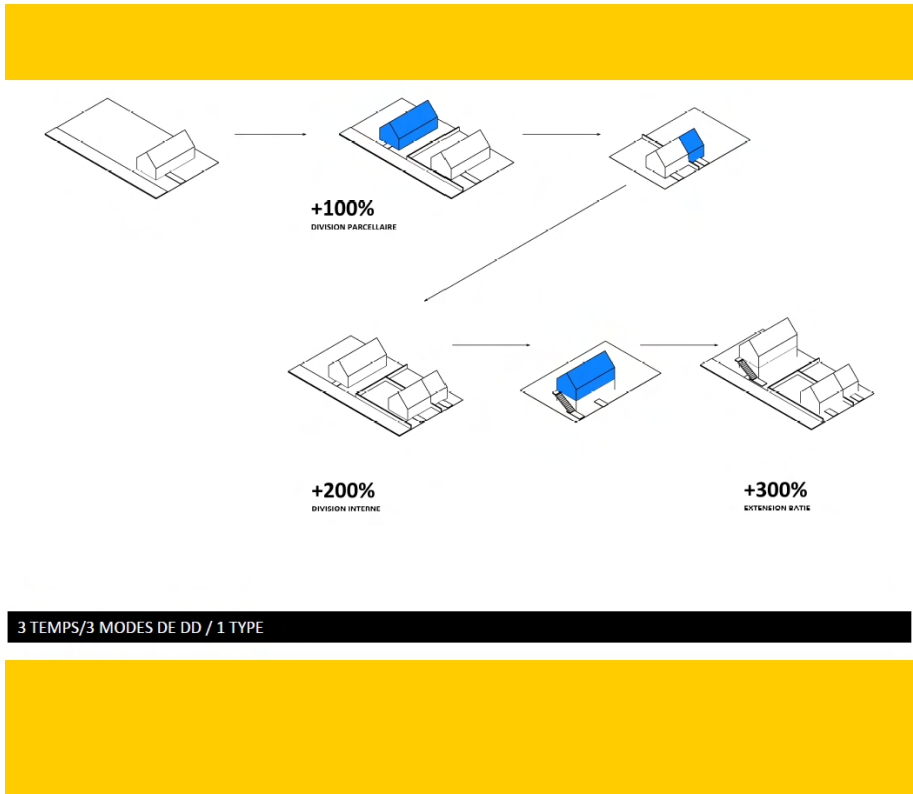 +100%
DIVISION PARCELLAIRE
+200%
DIVISION INTERNE
+300%
EXTENSION BATIE
3 TEMPS/3 MODES DE DD / 1 TYPE